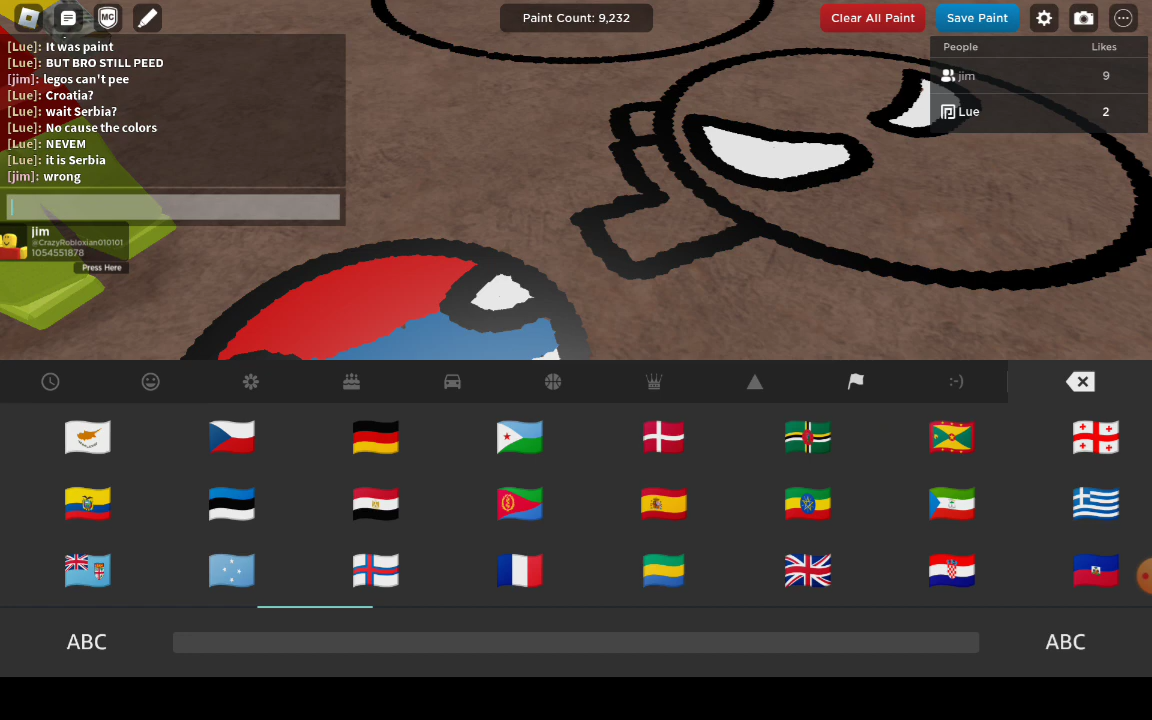 MC
Paint Count: 9,232
Clear All Paint
Save Paint
[Lue]: It was paint
[Lue]: BUT BRO STILL PEED
[jim]: legos can't pee
[Lue]: Croatia?
[Lue]: wait Serbia?
[Lue]: No cause the colors
[Lue]: NEVEM
[Lue]: it is Serbia
[jim]: wrong
People Likes
jim 9
Lue 2
jim
@CrazyRobloxian010101
1054551878
Press Here
:-)
ABC ABC